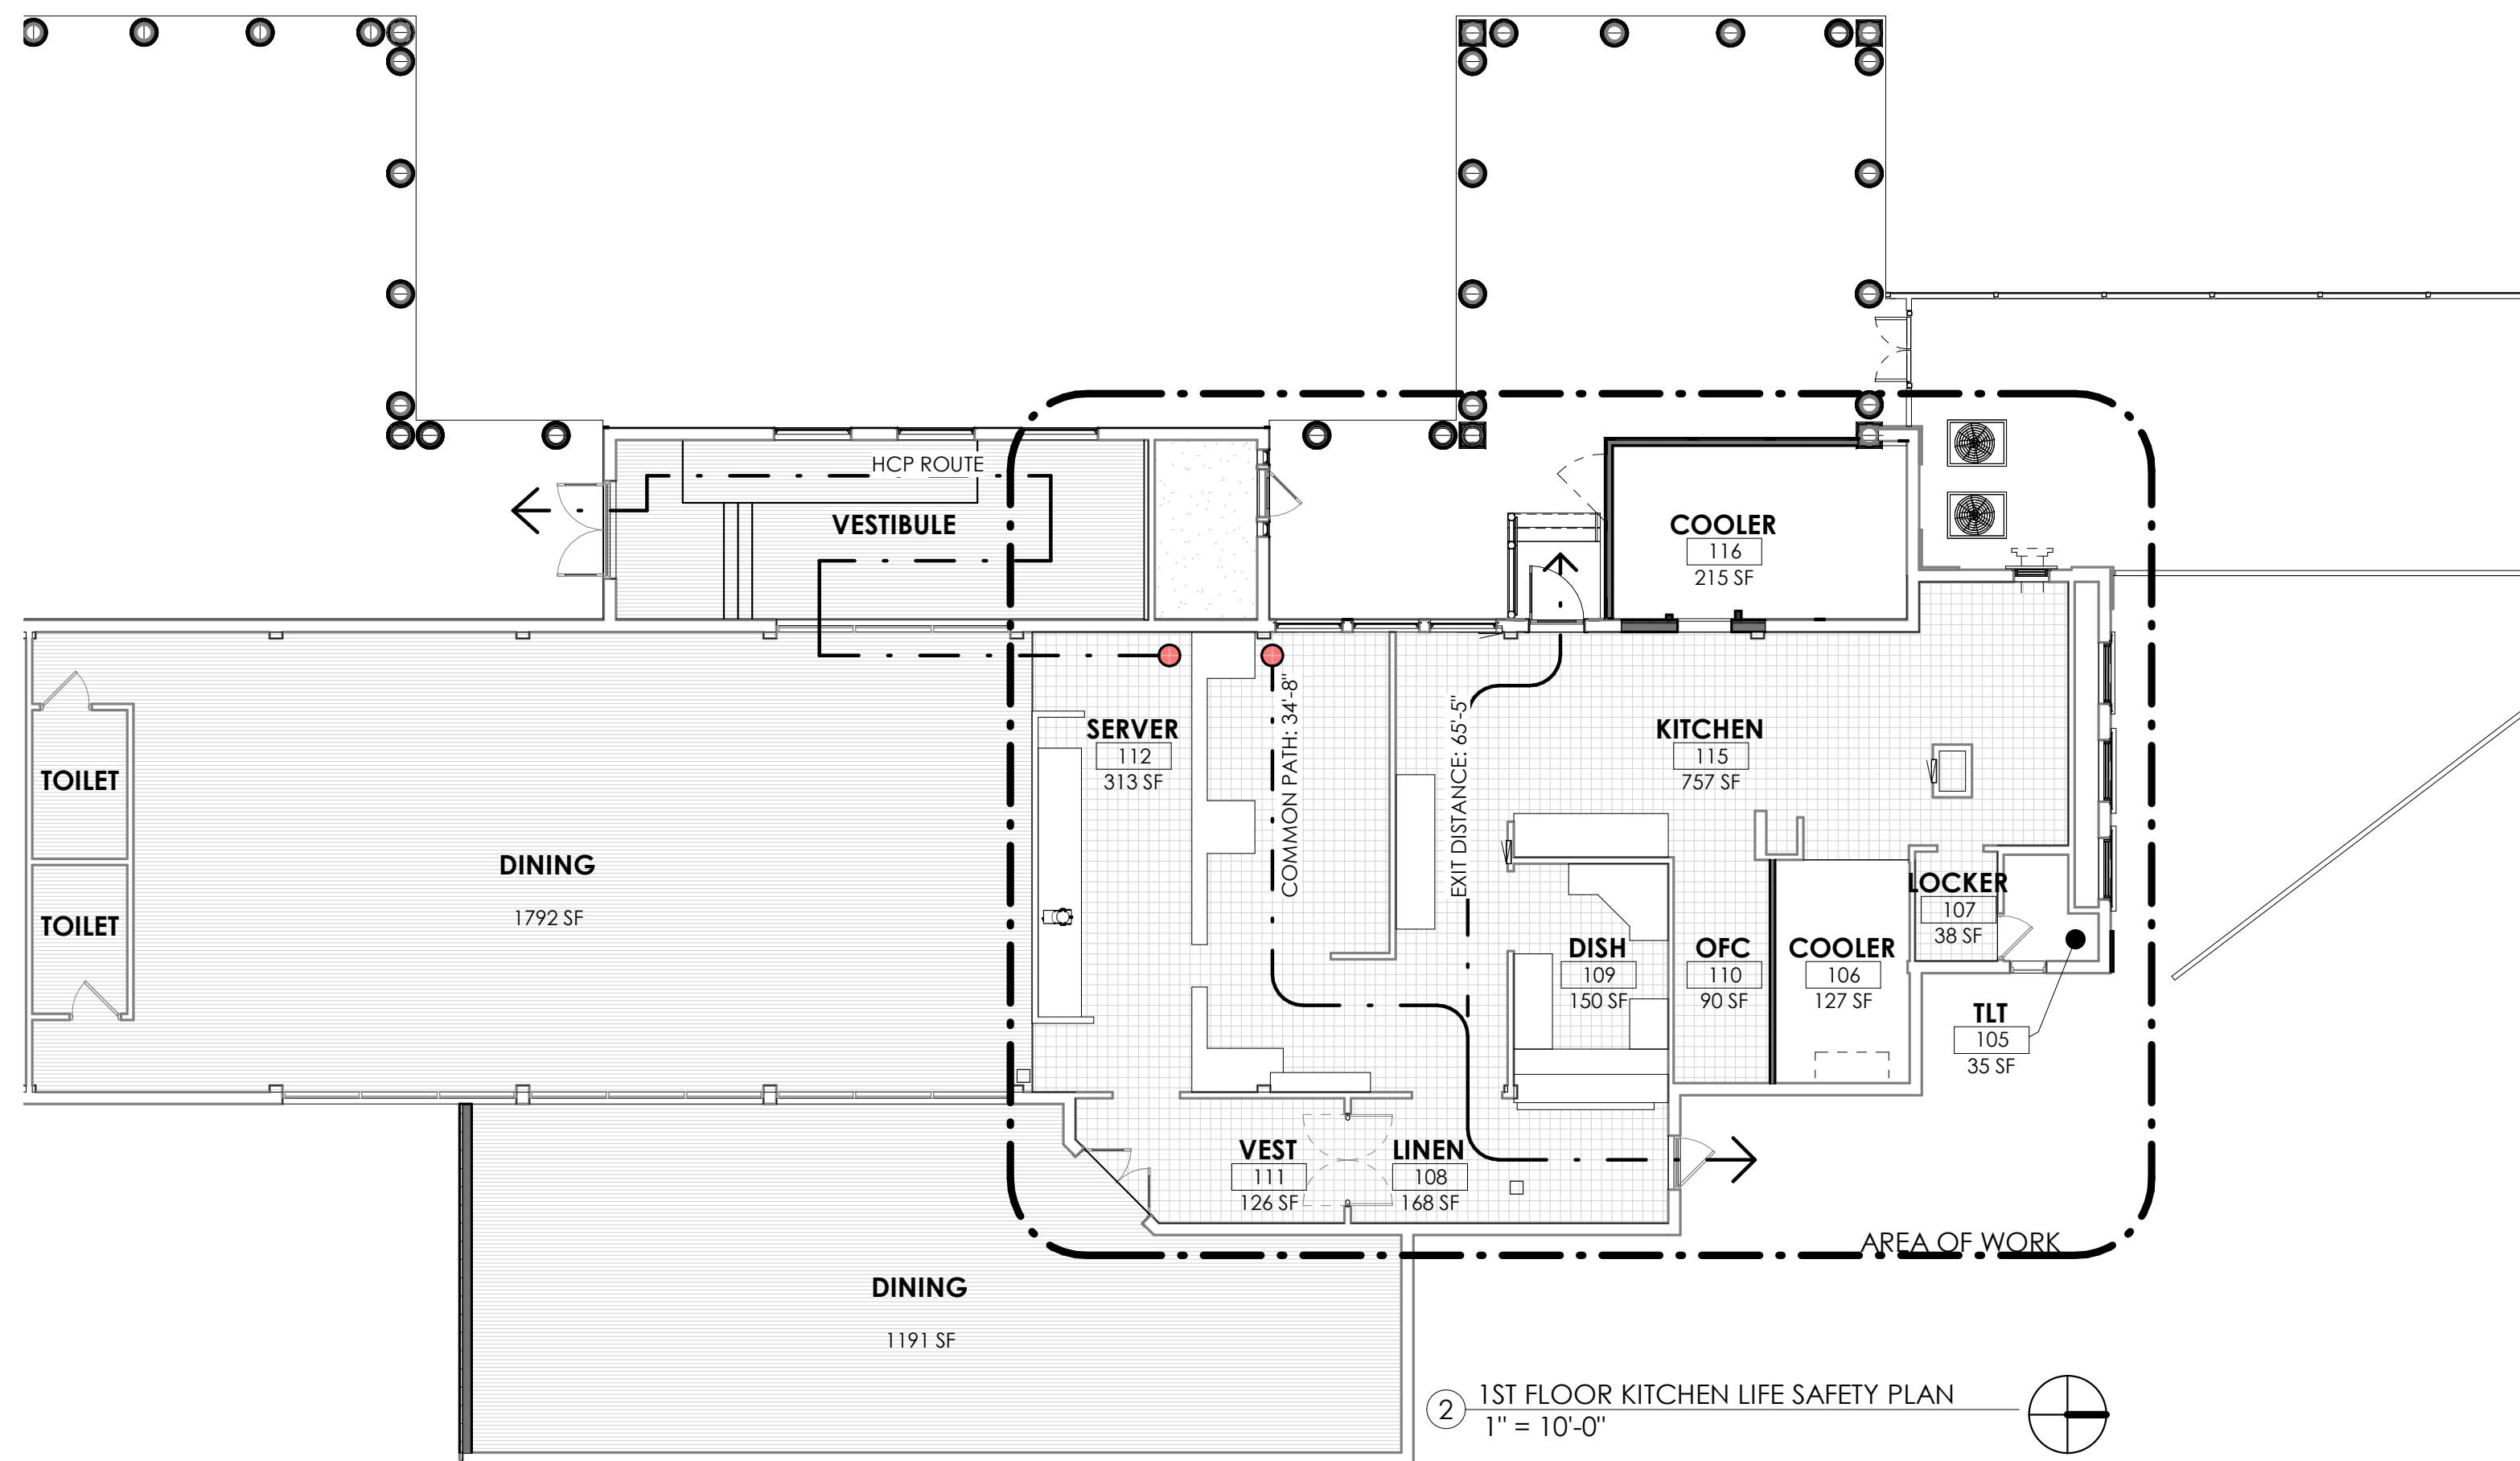 HCP ROUTE
VESTIBULE
COOLER
116
215 SF
SERVER
112
313 SF
COMMON PATH: 34'-8"
EXIT DISTANCE: 65'-5"
KITCHEN
115
757 SF
TOILET
TOILET
DINING
1792 SF
LOCKER
107
38 SF
DISH
109
150 SF
OFC
110
90 SF
COOLER
106
127 SF
TLT
105
35 SF
VEST
111
126 SF
LINEN
108
168 SF
AREA OF WORK
DINING
1191 SF
2
1ST FLOOR KITCHEN LIFE SAFETY PLAN
1" = 10'-0"